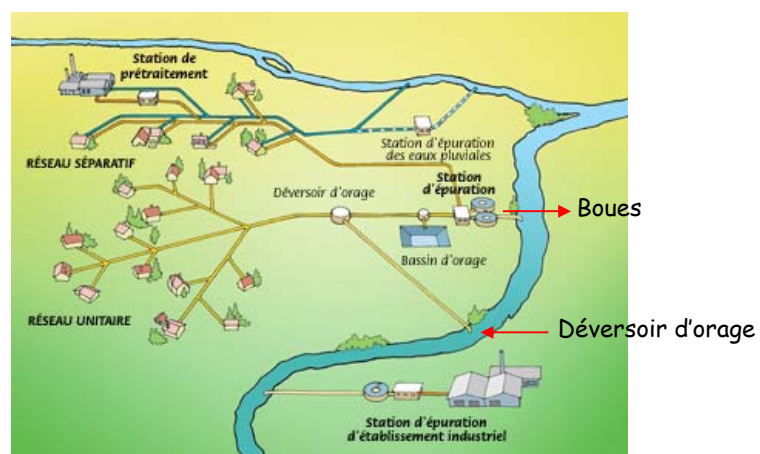 Station de
prétraitement
Station d'épuration
des eaux pluviales
RÉSEAU SÉPARATIF
Station
d'épuration
Déversoir d'orage
Boues
Bassin d'orage
RÉSEAU UNITAIRE
Déversoir d'orage
Station d'épuration
d'établissement industriel